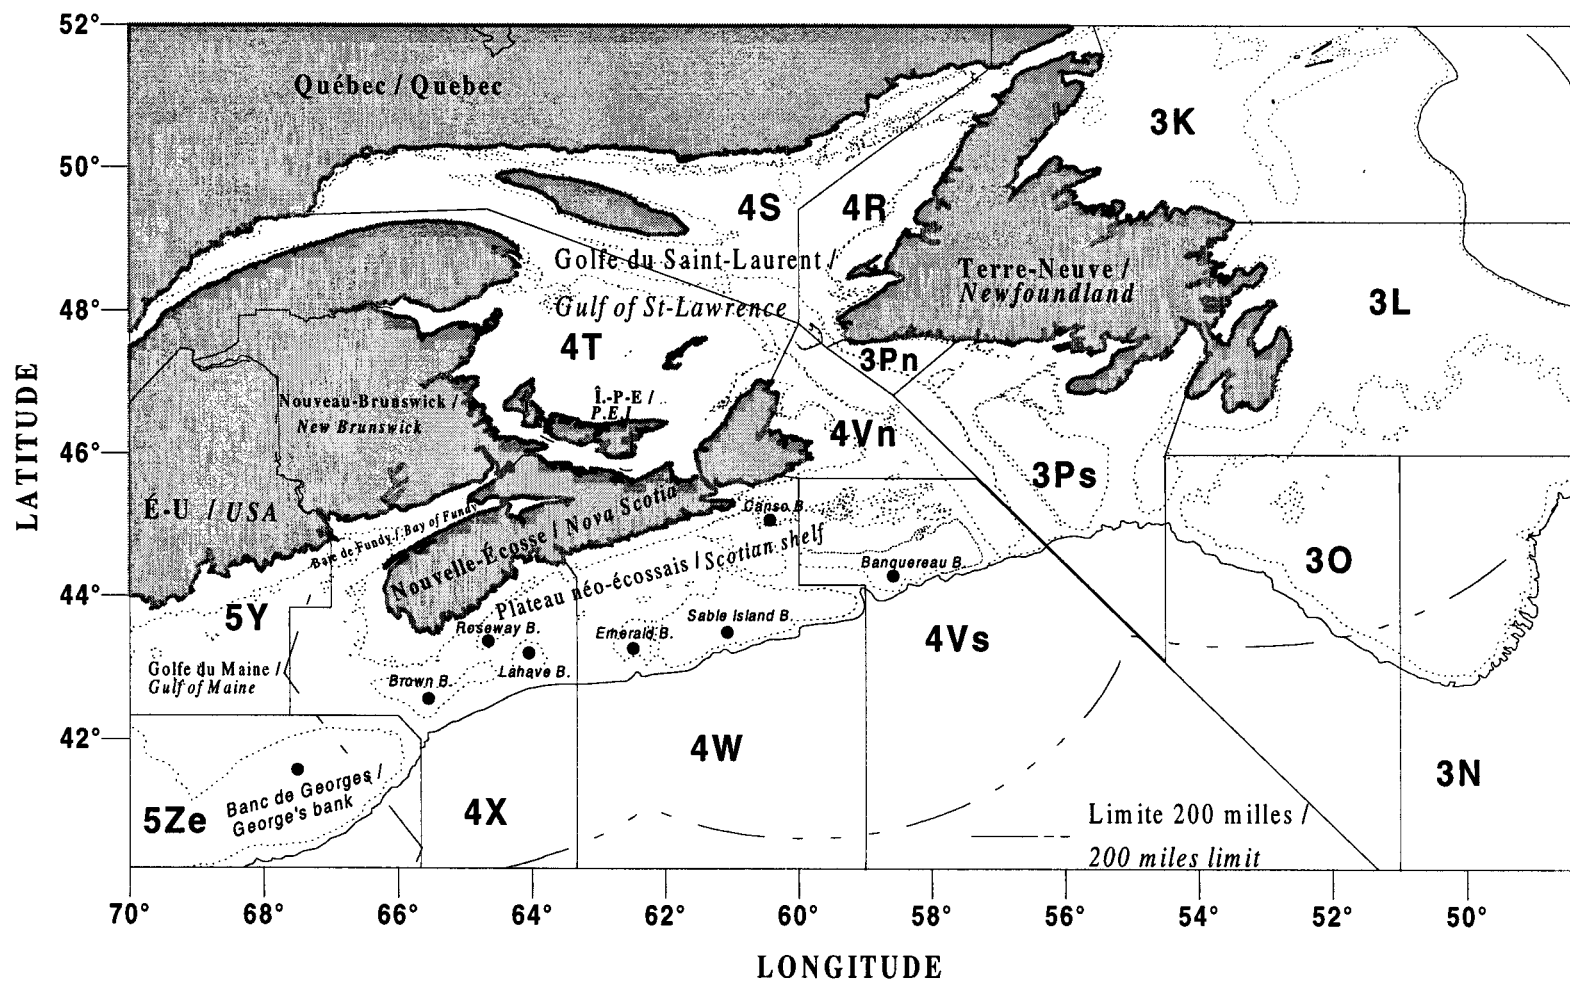 52°
Québec / Quebec
3K
50°
4S
4R
Golfe du Saint-Laurent /
Terre-Neuve /
Newfoundland
48°
Gulf of St-Lawrence
3L
4T
3Pn
LATITUDE
Nouveau-Brunswick /
New Brunswick
Î.-P-E /
P.E.I
4Vn
46°
3Ps
É-U / USA
Baie de Fundy / Bay of Fundy
Nouvelle-Écosse / Nova Scotia
Canso B.
Plateau néo-écossais / Scotian shelf
Banquereau B.
3O
44°
5Y
Roseway B.
Emerald B.
Sable Island B.
4Vs
Golfe du Maine /
Gulf of Maine
Brown B.
Lahave B.
42°
4W
3N
Banc de Georges /
George's bank
5Ze
4X
Limite 200 milles /
200 miles limit
70° 68° 66° 64° 62° 60° 58° 56° 54° 52° 50°
LONGITUDE